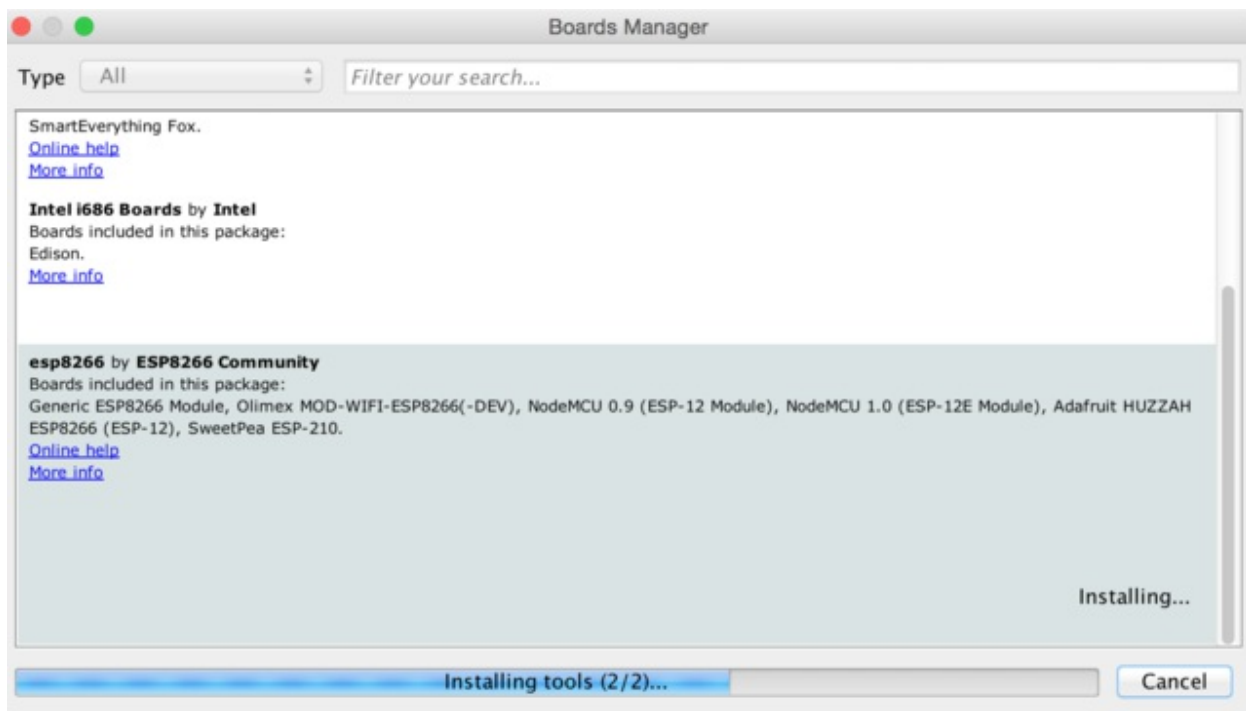 Boards Manager
Type All Filter your search...
SmartEverything Fox.
Online help
More info
Intel i686 Boards by Intel
Boards included in this package:
Edison.
More info
esp8266 by ESP8266 Community
Boards included in this package:
Generic ESP8266 Module, Olimex MOD-WIFI-ESP8266(-DEV), NodeMCU 0.9 (ESP-12 Module), NodeMCU 1.0 (ESP-12E Module), Adafruit HUZZAH
ESP8266 (ESP-12), SweetPea ESP-210.
Online help
More info
Installing...
Installing tools (2/2)... Cancel